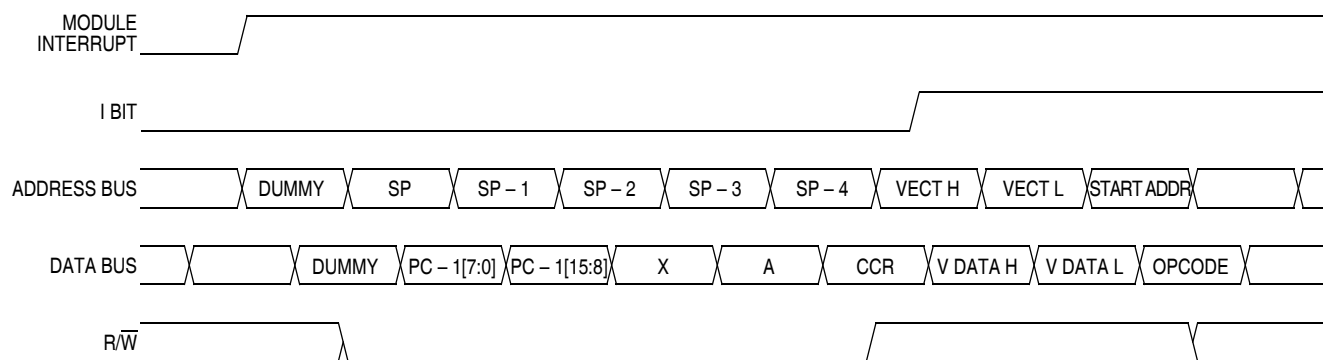 MODULE
INTERRUPT
I BIT
ADDRESS BUS DUMMY SP SP – 1 SP – 2 SP – 3 SP – 4 VECT H VECT L START ADDR
DATA BUS DUMMY PC – 1[7:0] PC – 1[15:8] X A CCR V DATA H V DATA L OPCODE
R/W̅